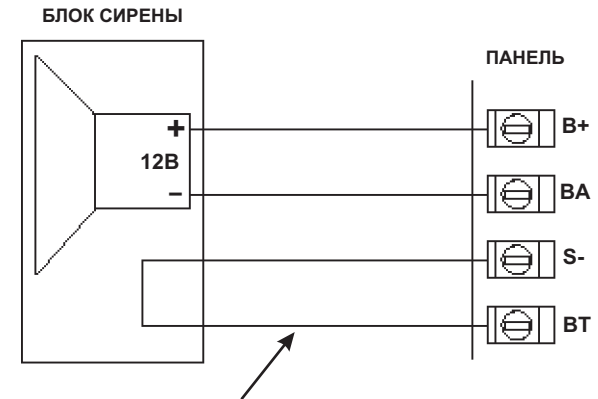 БЛОК СИРЕНЫ
ПАНЕЛЬ
+
12В
–
B+
BA
S-
BT